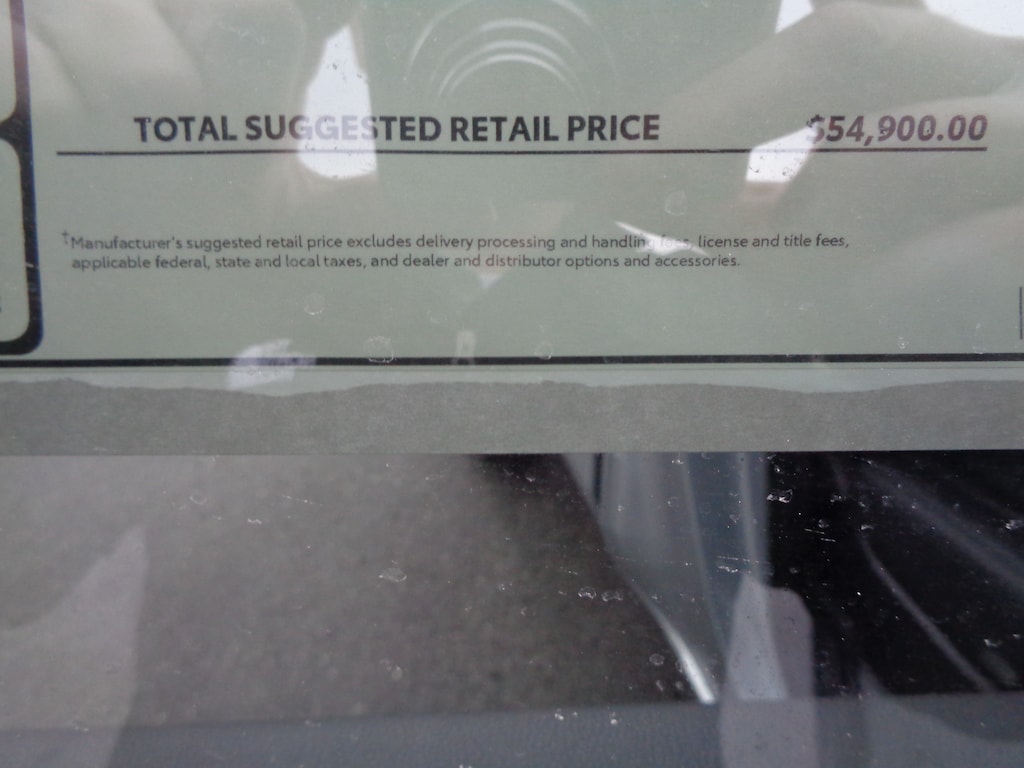 TOTAL SUGGESTED RETAIL PRICE $54,900.00
‡Manufacturer's suggested retail price excludes delivery processing and handling fees, license and title fees,
applicable federal, state and local taxes, and dealer and distributor options and accessories.